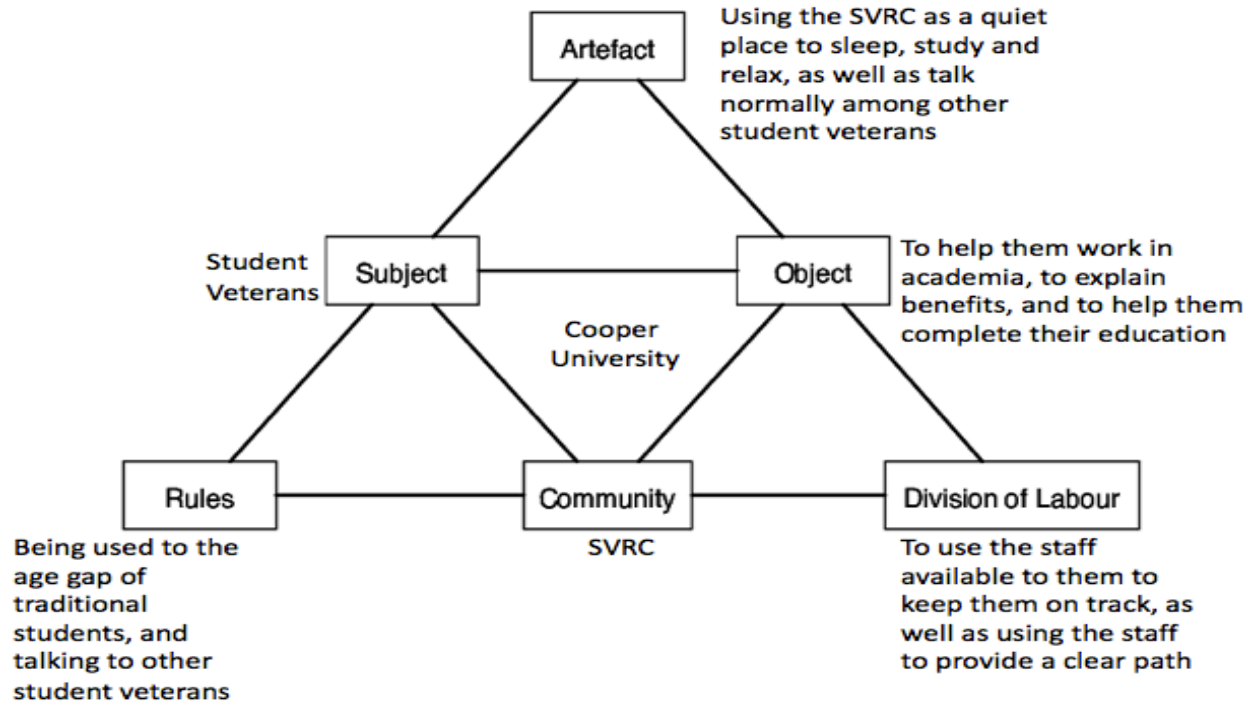 Artefact
Using the SVRC as a quiet
place to sleep, study and
relax, as well as talk
normally among other
student veterans
Student
Veterans
Subject
Object
To help them work in
academia, to explain
benefits, and to help them
complete their education
Cooper
University
Rules
Community
Division of Labour
Being used to the
age gap of
traditional
students, and
talking to other
student veterans
SVRC
To use the staff
available to them to
keep them on track, as
well as using the staff
to provide a clear path